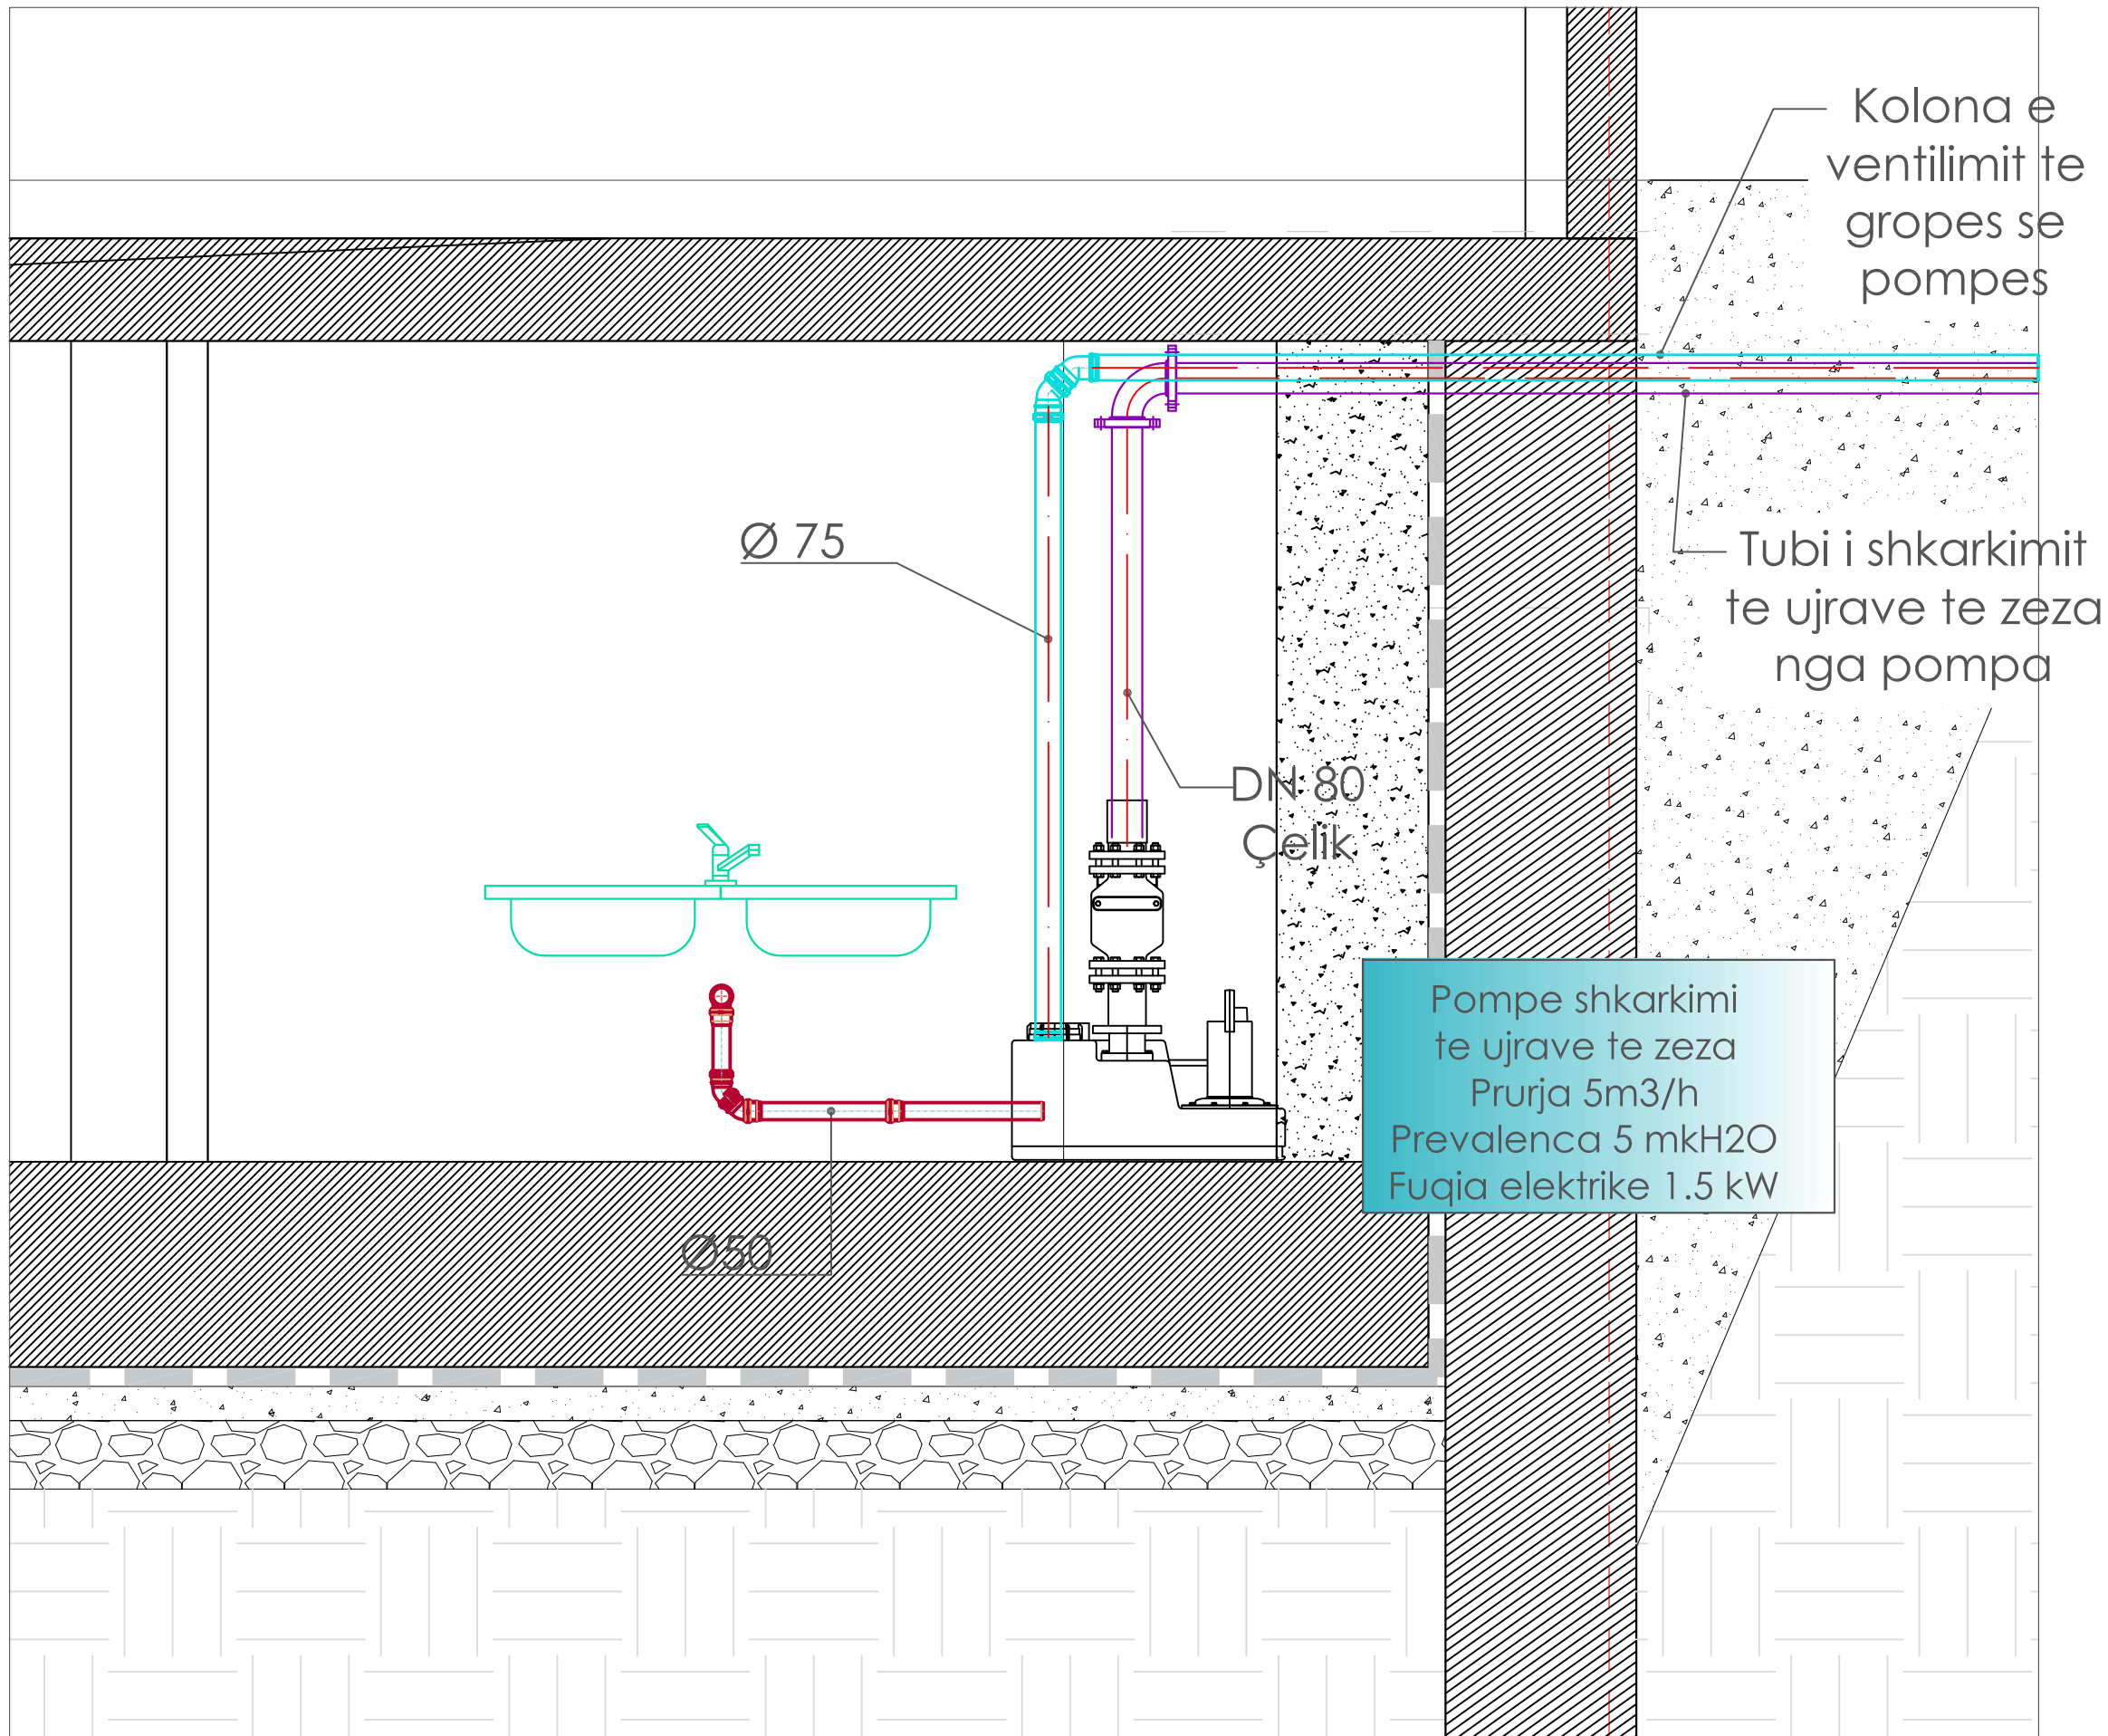 Kolona e
ventilimit te
gropes se
pompes
Ø 75
Tubi i shkarkimit
te ujrave te zeza
nga pompa
DN 80
Çelik
Pompe shkarkimi
te ujrave te zeza
Prurja 5m3/h
Prevalenca 5 mkH2O
Fuqia elektrike 1.5 kW
Ø50